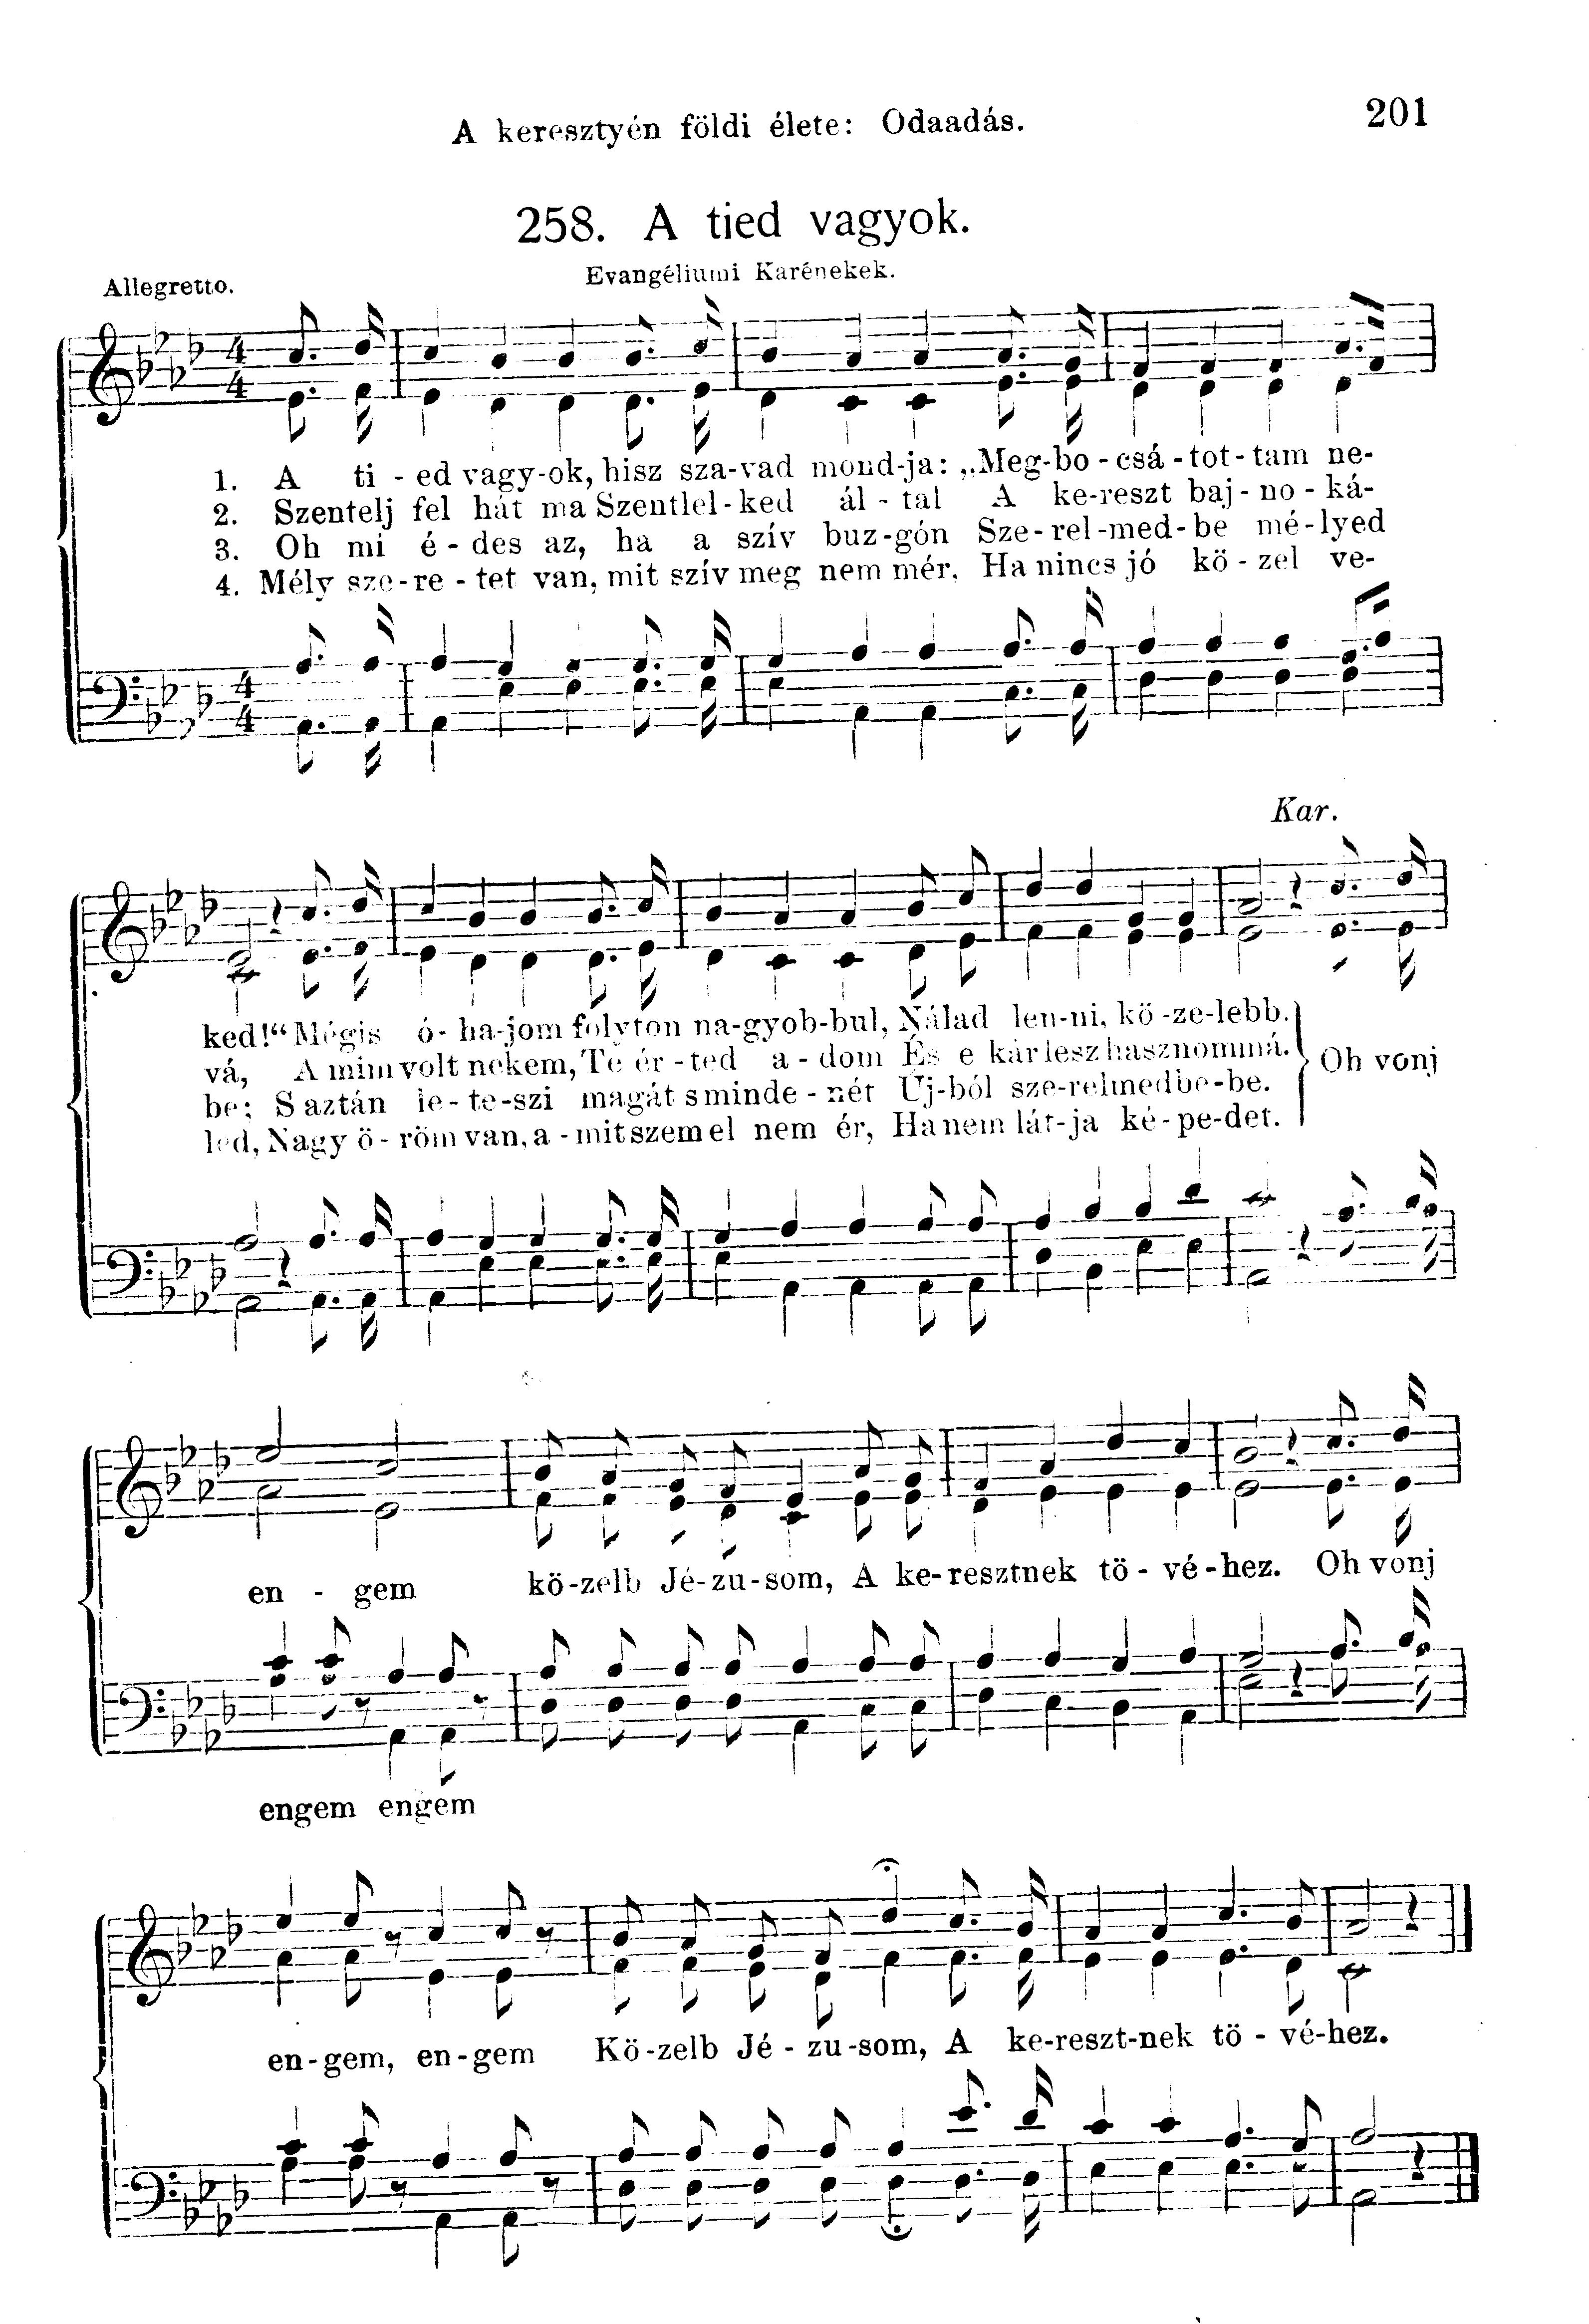 A keresztyén földi élete: Odaadás.
201
258. A tied vagyok.
Evangéliumi Karénekek.
Allegretto.
1. A ti - ed vagy-ok, hisz sza-vad mond-ja: „Meg-bo - csá - tot - tam ne-
2. Szentelj fel hát ma Szentlel - ked ál - tal A ke-reszt baj - no - ká-
3. Oh mi é - des az, ha a szív buz-gón Sze - rel -med - be mé - lyed
4. Mély sze-re - tet van, mit szív meg nem mér, Ha nincs jó kö - zel ve-
Kar.
ked!“ Mégis ó- ha-jom folyton na-gyob-bul, Nálad len-ni, kö -ze-lebb.
vá, A mim volt nekem, Te ér - ted a - dom És e kár lesz hasznommá.
be; S aztán le - te-szi magát s minde - nét Uj-ból sze-relmedbe-be.
led, Nagy ö - röm van, a - mit szem el nem ér, Ha nem lát-ja ké - pe-det.
Oh vonj
en - gem kö-zelb Jé-zu-som, A ke-resztnek tö - vé-hez. Oh vonj
engem engem
en-gem, en-gem Kö-zelb Jé - zu-som, A ke-reszt-nek tö - vé-hez.